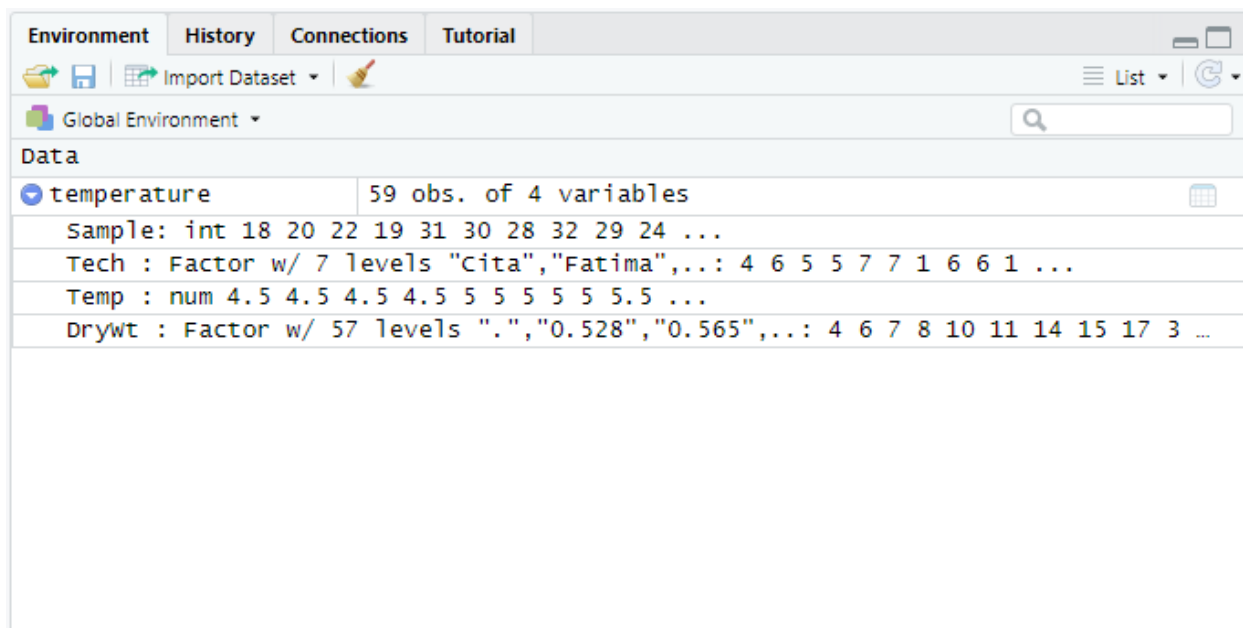 Environment History Connections Tutorial
Import Dataset List
Global Environment
Data
temperature 59 obs. of 4 variables
Sample: int 18 20 22 19 31 30 28 32 29 24 ...
Tech : Factor w/ 7 levels "Cita","Fatima",..: 4 6 5 5 7 7 1 6 6 1 ...
Temp : num 4.5 4.5 4.5 4.5 5 5 5 5 5 5.5 ...
DryWt : Factor w/ 57 levels ".","0.528","0.565",..: 4 6 7 8 10 11 14 15 17 3 …